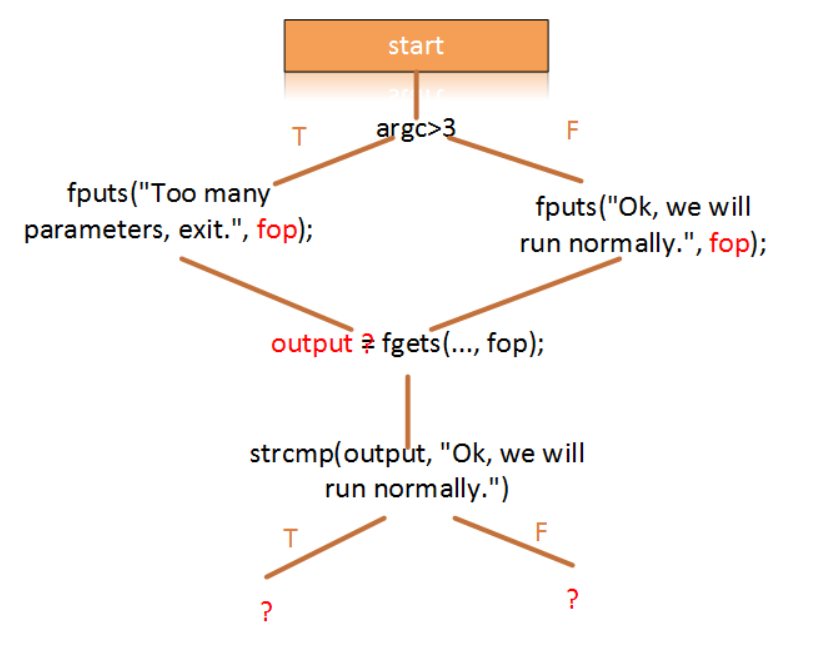 start
argc>3
T
F
fputs("Too many
parameters, exit.", fop);
fputs("Ok, we will
run normally.", fop);
output = fgets(..., fop);
?
strcmp(output, "Ok, we will
run normally.")
T
F
?
?